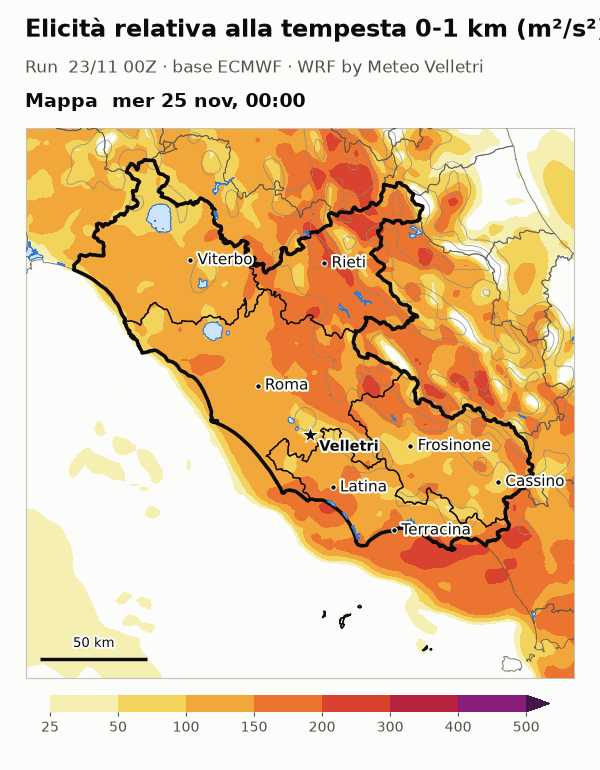 Elicità relativa alla tempesta 0-1 km (m²/s²)
Run  23/11 00Z · base ECMWF · WRF by Meteo Velletri
Mappa  mer 25 nov, 00:00
Viterbo
Rieti
Roma
Velletri
Frosinone
Latina
Cassino
Terracina
50 km
25 50 100 150 200 300 400 500